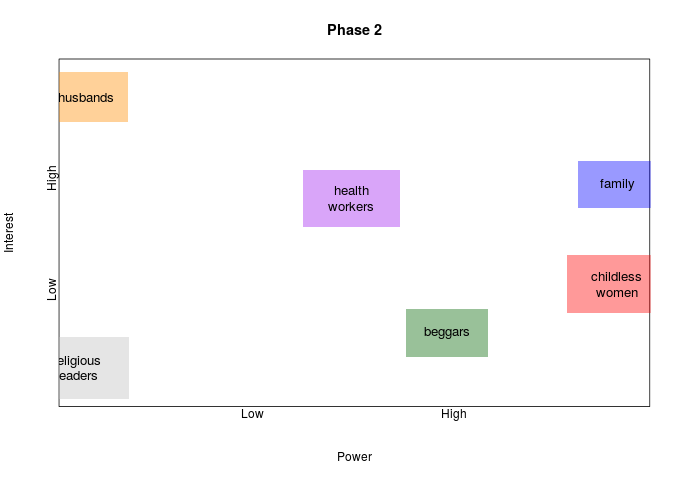 Phase 2
husbands
High
health
workers
family
Interest
childless
women
Low
beggars
eligious
eaders
Low
High
Power